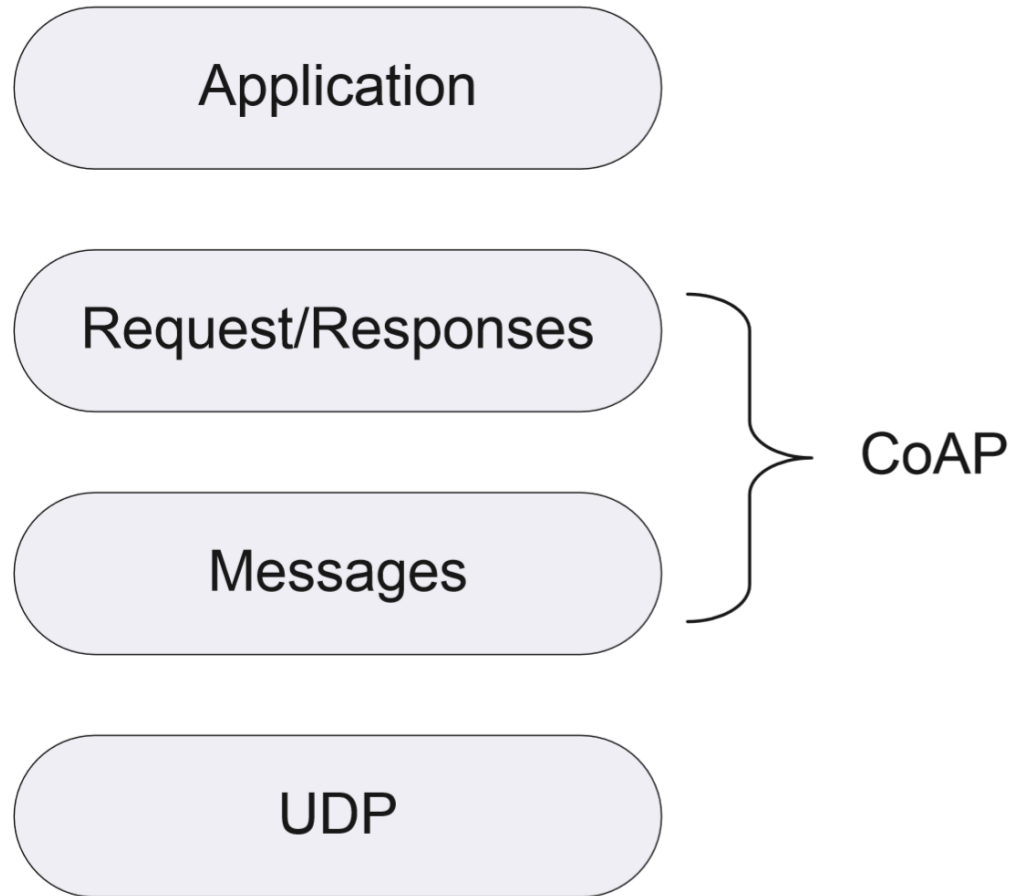 Application
Request/Responses
CoAP
Messages
UDP